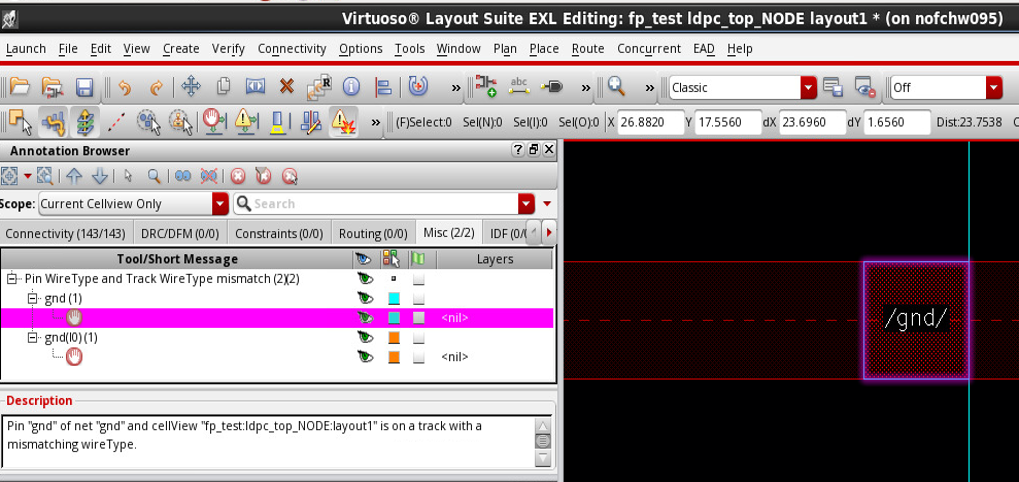 Virtuoso® Layout Suite EXL Editing: fp_test ldpc_top_NODE layout1 * (on nofchw095)
Launch File Edit View Create Verify Connectivity Options Tools Window Plan Place Route Concurrent EAD Help
R abc » Classic Off
» (F)Select:0 Sel(N):0 Sel(I):0 Sel(O):0 X 26.8820 Y 17.5560 dX 23.6960 dY 1.6560 Dist:23.7538 C
Annotation Browser
Scope: Current Cellview Only Search
Connectivity (143/143) DRC/DFM (0/0) Constraints (0/0) Routing (0/0) Misc (2/2) IDF (0/
Tool/Short Message Layers
Pin WireType and Track WireType mismatch (2)(2)
gnd (1)
<nil>
gnd(I0) (1)
<nil>
/gnd/
Description
Pin "gnd" of net "gnd" and cellView "fp_test:ldpc_top_NODE:layout1" is on a track with a
mismatching wireType.